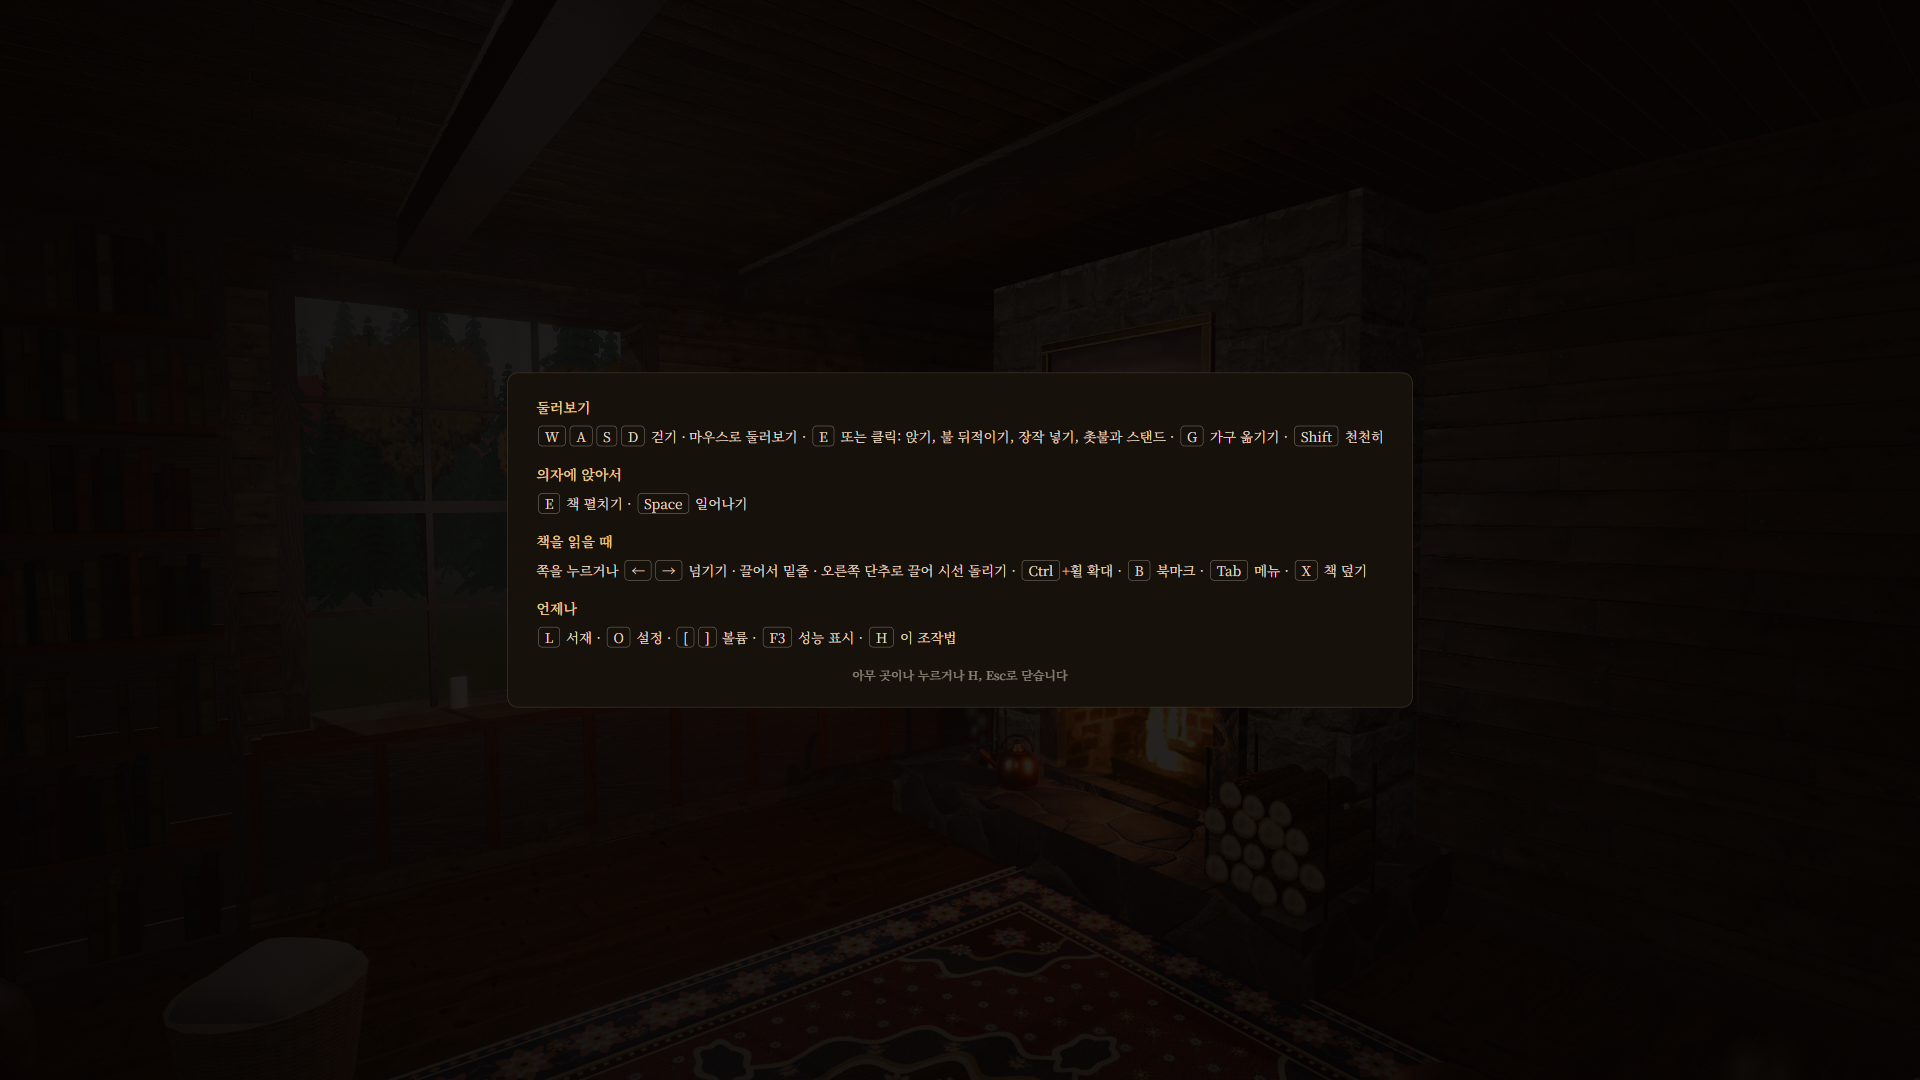 둘러보기
W A S D 걷기 · 마우스로 둘러보기 · E 또는 클릭: 앉기, 불 뒤적이기, 장작 넣기, 촛불과 스탠드 · G 가구 옮기기 · Shift 천천히
의자에 앉아서
E 책 펼치기 · Space 일어나기
책을 읽을 때
쪽을 누르거나 ← → 넘기기 · 끌어서 밑줄 · 오른쪽 단추로 끌어 시선 돌리기 · Ctrl +휠 확대 · B 북마크 · Tab 메뉴 · X 책 덮기
언제나
L 서재 · O 설정 · [ ] 볼륨 · F3 성능 표시 · H 이 조작법
아무 곳이나 누르거나 H, Esc로 닫습니다